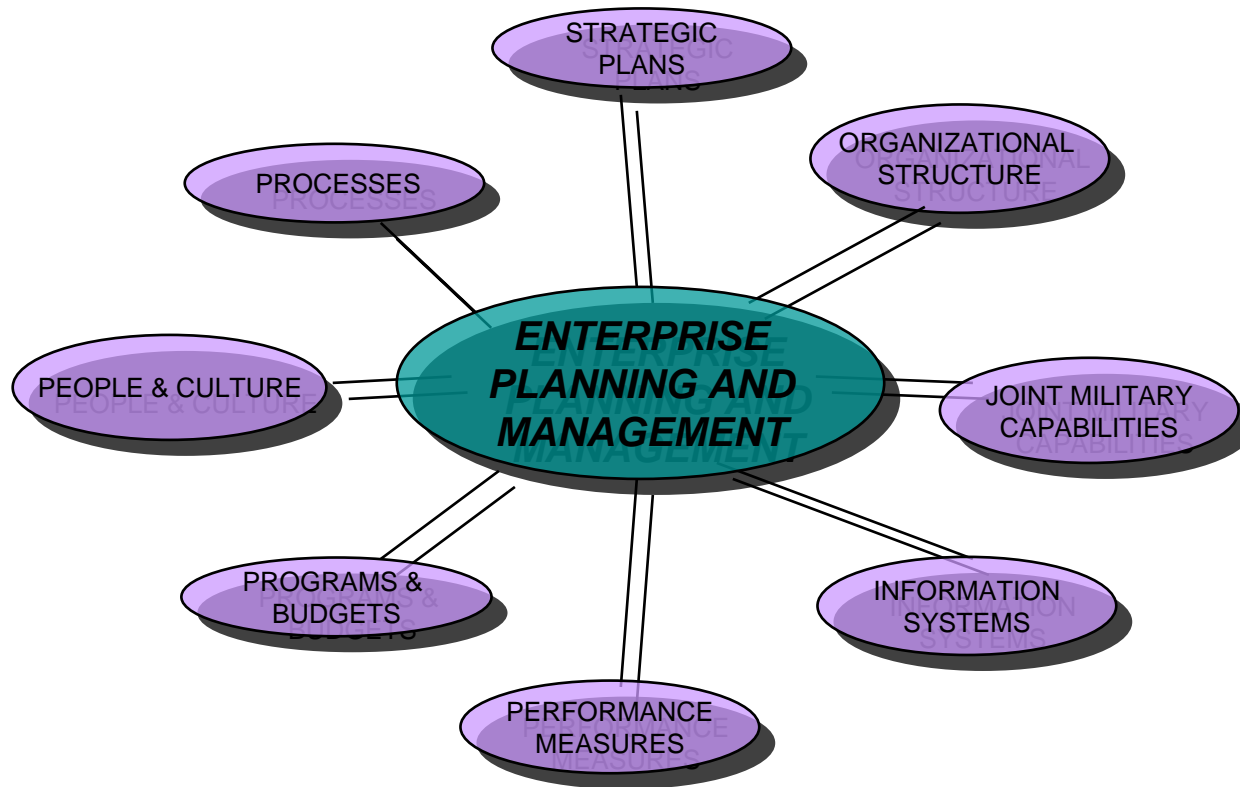 STRATEGIC
PLANS
ORGANIZATIONAL
STRUCTURE
PROCESSES
ENTERPRISE
PLANNING AND
MANAGEMENT
PEOPLE & CULTURE
JOINT MILITARY
CAPABILITIES
PROGRAMS &
BUDGETS
INFORMATION
SYSTEMS
PERFORMANCE
MEASURES